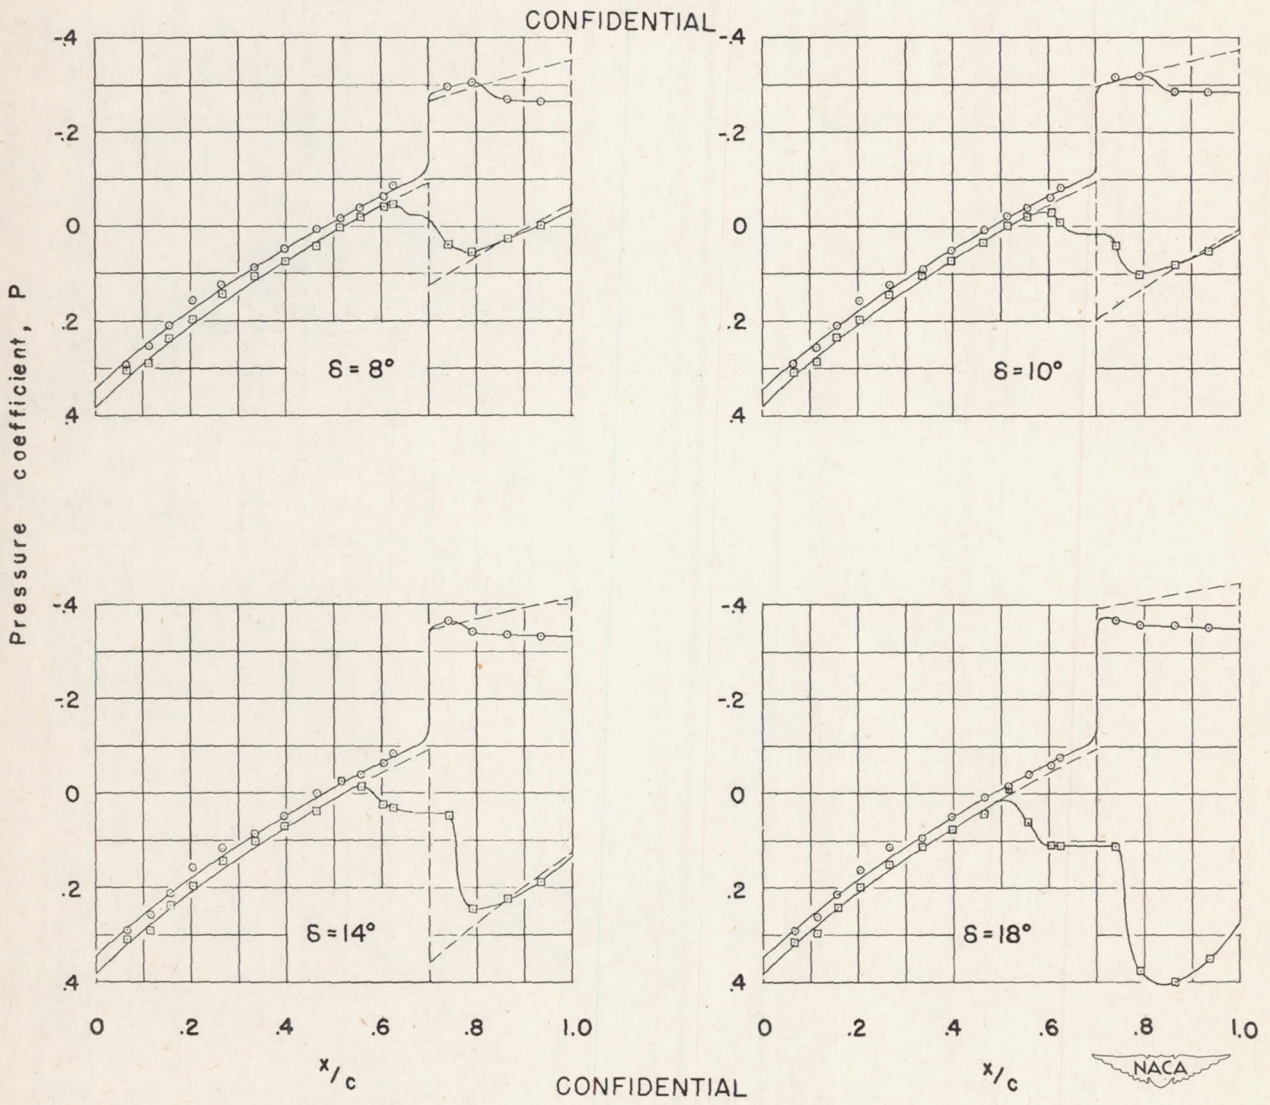 CONFIDENTIAL
Pressure coefficient, P
-.4
-.2
0
.2
.4
δ = 8°
-.4
-.2
0
.2
.4
δ = 10°
-.4
-.2
0
.2
.4
δ = 14°
0 .2 .4 .6 .8 1.0
x/c
-.4
-.2
0
.2
.4
δ = 18°
0 .2 .4 .6 .8 1.0
x/c
NACA
CONFIDENTIAL